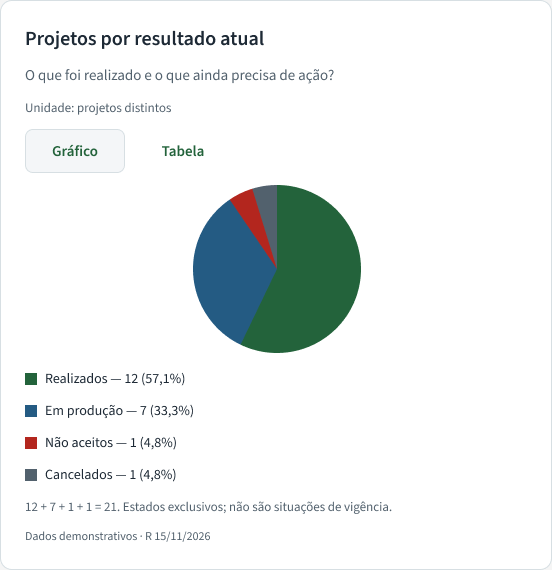 Projetos por resultado atual
O que foi realizado e o que ainda precisa de ação?
Unidade: projetos distintos
Gráfico
Tabela
Realizados — 12 (57,1%)
Em produção — 7 (33,3%)
Não aceitos — 1 (4,8%)
Cancelados — 1 (4,8%)
12 + 7 + 1 + 1 = 21. Estados exclusivos; não são situações de vigência.
Dados demonstrativos · R 15/11/2026